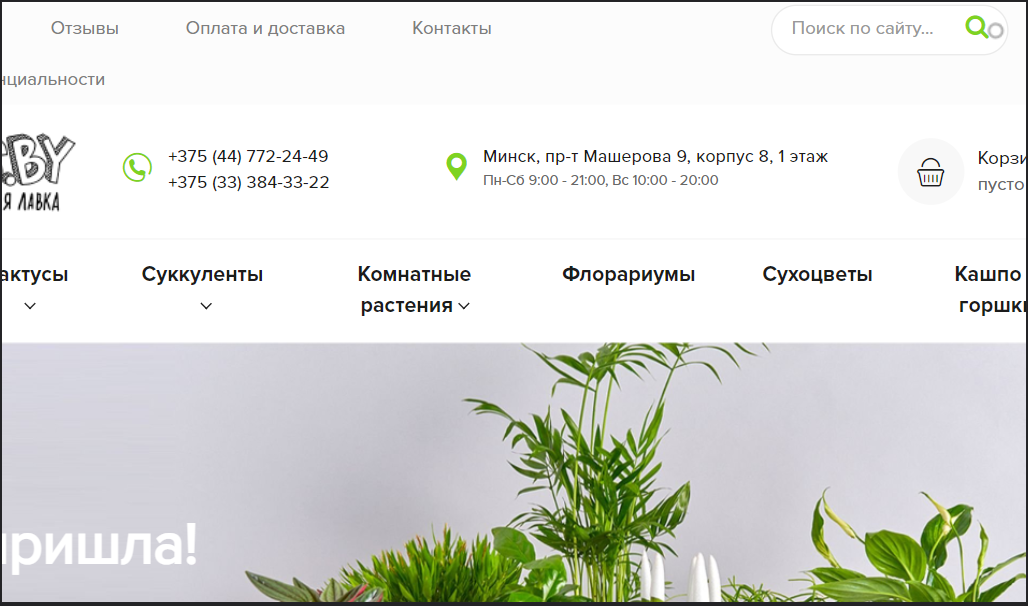 Отзывы Оплата и доставка Контакты Поиск по сайту...
нциальности
.BY
Я ЛАВКА
+375 (44) 772-24-49
+375 (33) 384-33-22
Минск, пр-т Машерова 9, корпус 8, 1 этаж
Пн-Сб 9:00 - 21:00, Вс 10:00 - 20:00
Корзи
пусто
актусы Суккуленты Комнатные растения Флорариумы Сухоцветы Кашпо
горшк
пришла!